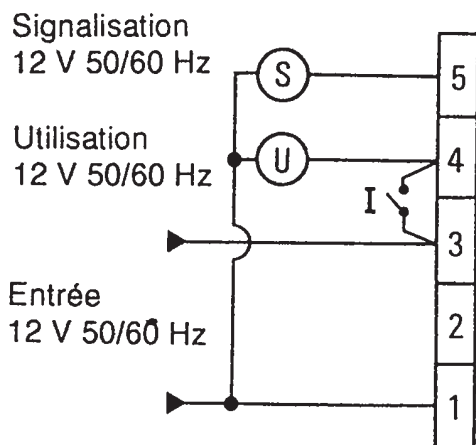 Signalisation
12 V 50/60 Hz
S
5
Utilisation
12 V 50/60 Hz
U
4
I
3
Entrée
12 V 50/60 Hz
2
1